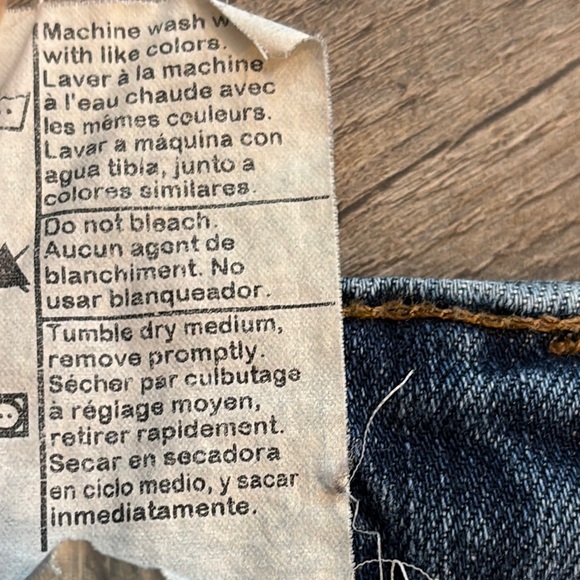 Machine wash
with like colors.
Laver à la machine
à l'eau chaude avec
les mémes couleurs.
Lavar a máquina con
agua tibia, junto a
colores similares.
Do not bleach.
Aucun agent de
blanchiment. No
usar blanqueador.
Tumble dry medium,
remove promptly.
Sécher par culbutage
à réglage moyen,
retirer rapidement.
Secar en secadora
en ciclo medio, y sacar
inmediatamente.